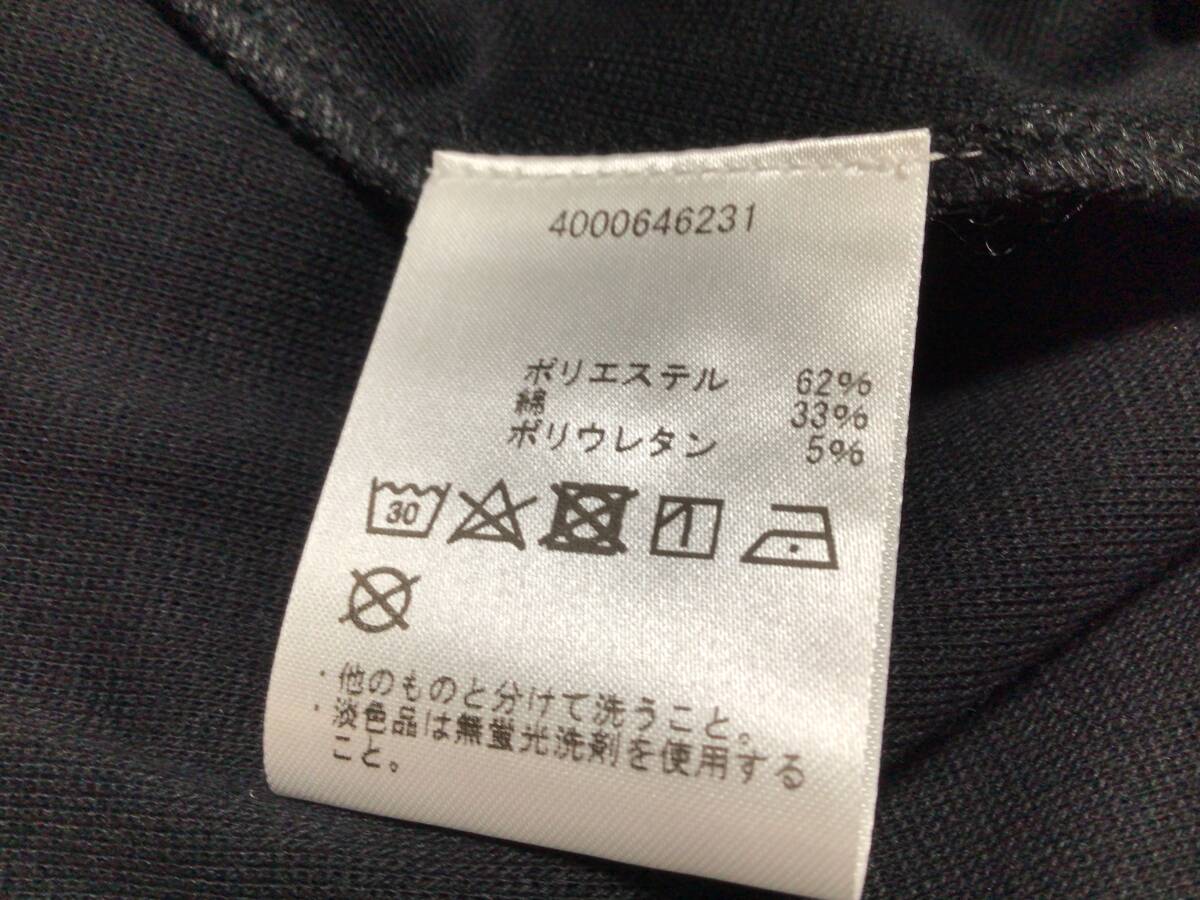 4000646231
ポリエステル 62%
綿 33%
ポリウレタン 5%
30
・他のものと分けて洗うこと。
・淡色品は無蛍光洗剤を使用する
こと。